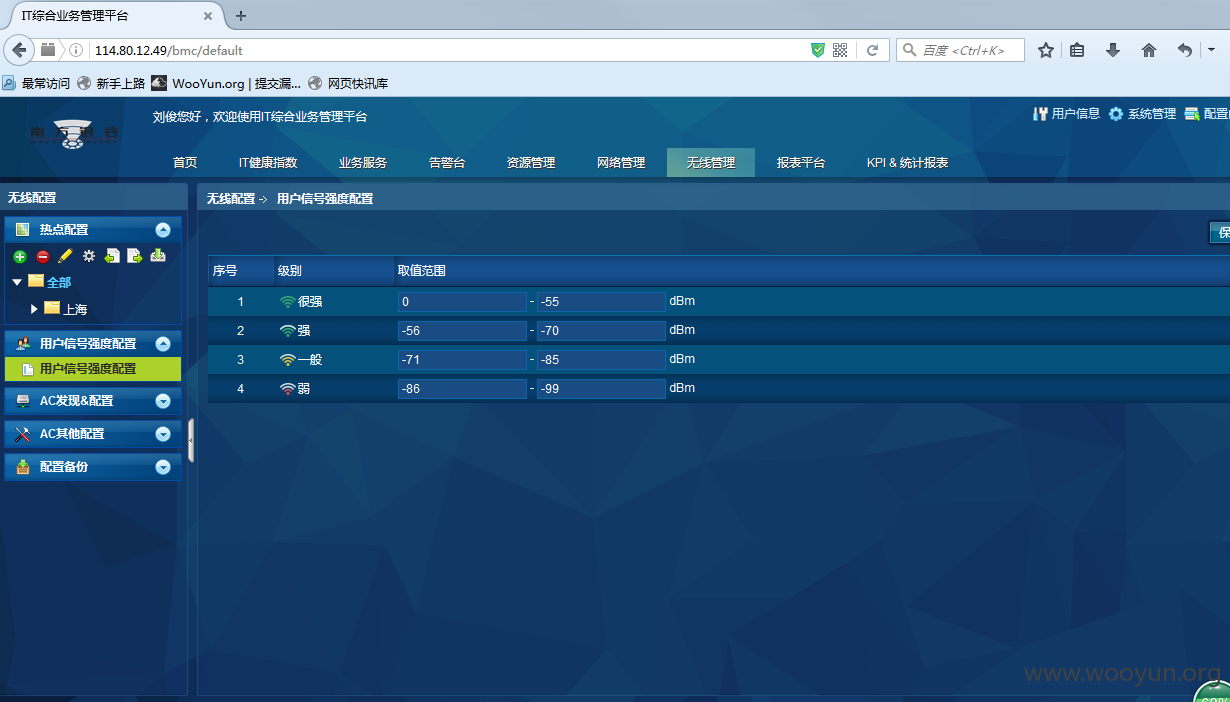 IT综合业务管理平台
114.80.12.49/bmc/default
百度 <Ctrl+K>
最常访问 新手上路 WooYun.org | 提交漏... 网页快讯库
南方银谷
刘俊您好，欢迎使用IT综合业务管理平台
用户信息 系统管理 配置
首页 IT健康指数 业务服务 告警台 资源管理 网络管理 无线管理 报表平台 KPI & 统计报表
无线配置
无线配置 -> 用户信号强度配置
热点配置
保
全部
上海
用户信号强度配置
用户信号强度配置
AC发现&配置
AC其他配置
配置备份
序号 级别 取值范围
1 很强 0 - -55 dBm
2 强 -56 - -70 dBm
3 一般 -71 - -85 dBm
4 弱 -86 - -99 dBm
www.wooyun.org